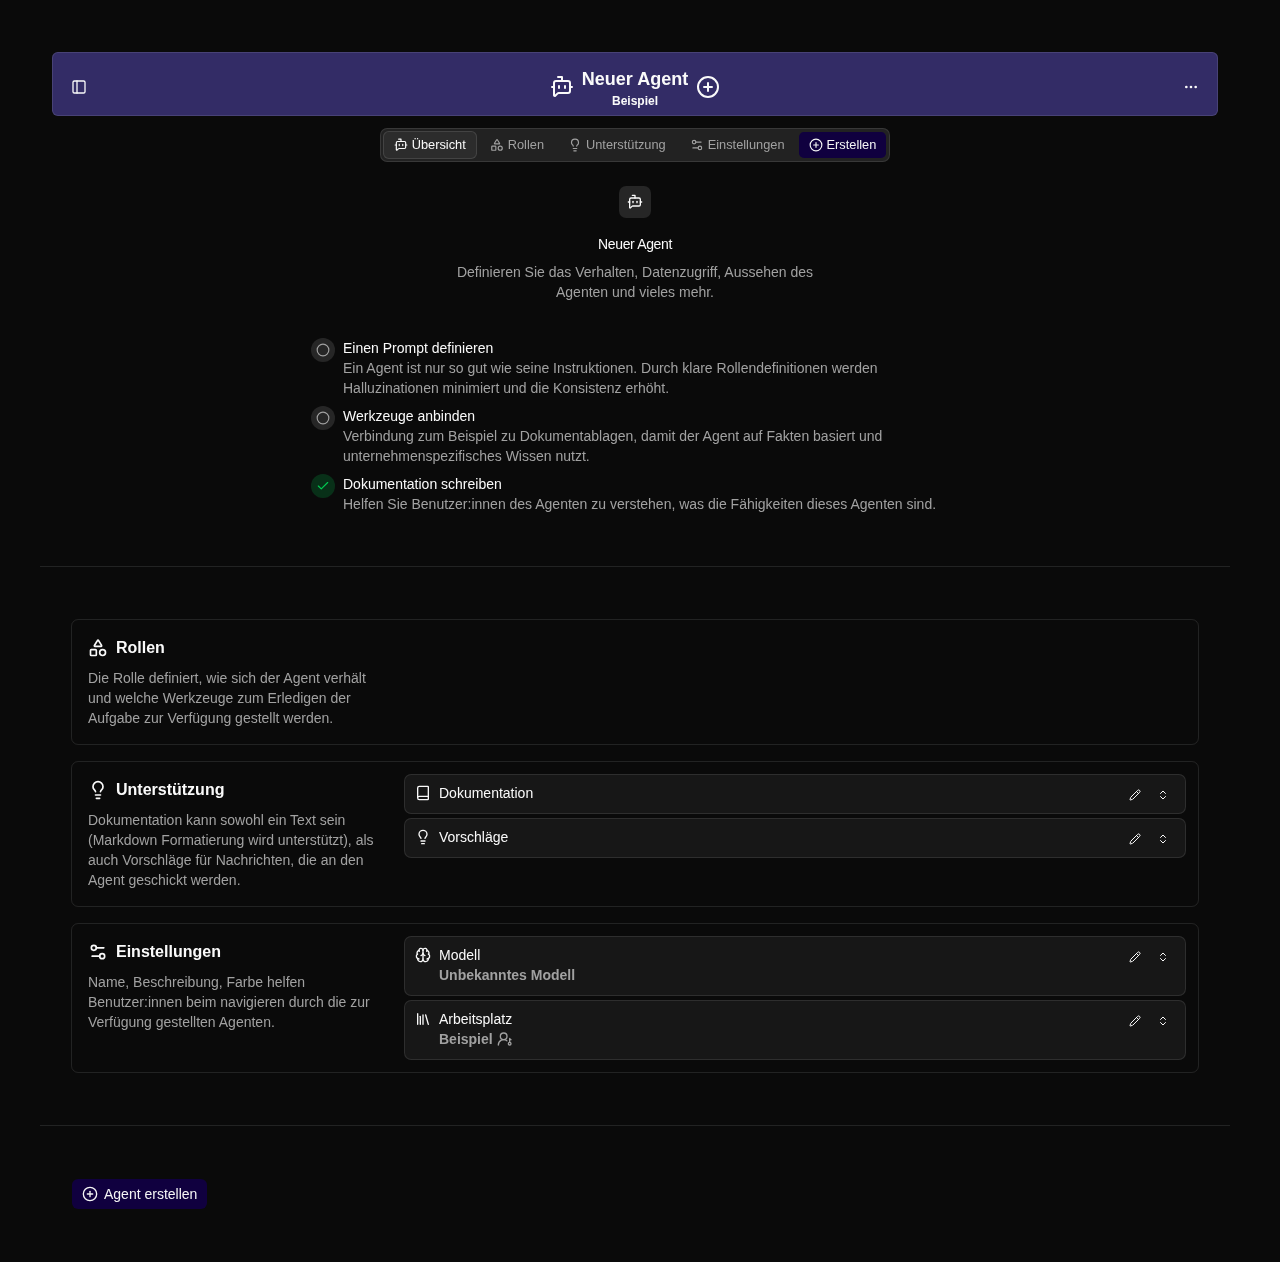 Neuer Agent
Beispiel
Übersicht Rollen Unterstützung Einstellungen Erstellen
Neuer Agent
Definieren Sie das Verhalten, Datenzugriff, Aussehen des
Agenten und vieles mehr.
Einen Prompt definieren
Ein Agent ist nur so gut wie seine Instruktionen. Durch klare Rollendefinitionen werden
Halluzinationen minimiert und die Konsistenz erhöht.
Werkzeuge anbinden
Verbindung zum Beispiel zu Dokumentablagen, damit der Agent auf Fakten basiert und
unternehmenspezifisches Wissen nutzt.
Dokumentation schreiben
Helfen Sie Benutzer:innen des Agenten zu verstehen, was die Fähigkeiten dieses Agenten sind.
Rollen
Die Rolle definiert, wie sich der Agent verhält
und welche Werkzeuge zum Erledigen der
Aufgabe zur Verfügung gestellt werden.
Unterstützung
Dokumentation kann sowohl ein Text sein
(Markdown Formatierung wird unterstützt), als
auch Vorschläge für Nachrichten, die an den
Agent geschickt werden.
Dokumentation
Vorschläge
Einstellungen
Name, Beschreibung, Farbe helfen
Benutzer:innen beim navigieren durch die zur
Verfügung gestellten Agenten.
Modell
Unbekanntes Modell
Arbeitsplatz
Beispiel
Agent erstellen